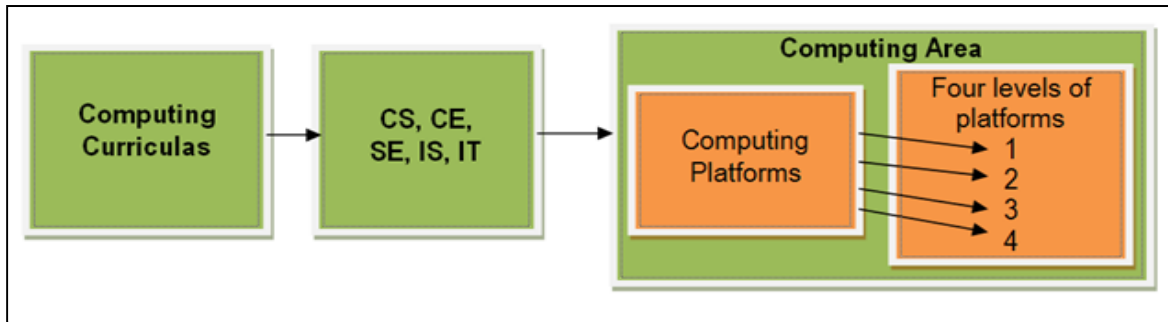 Computing
Curriculas
CS, CE,
SE, IS, IT
Computing Area
Computing
Platforms
Four levels of
platforms
1
2
3
4